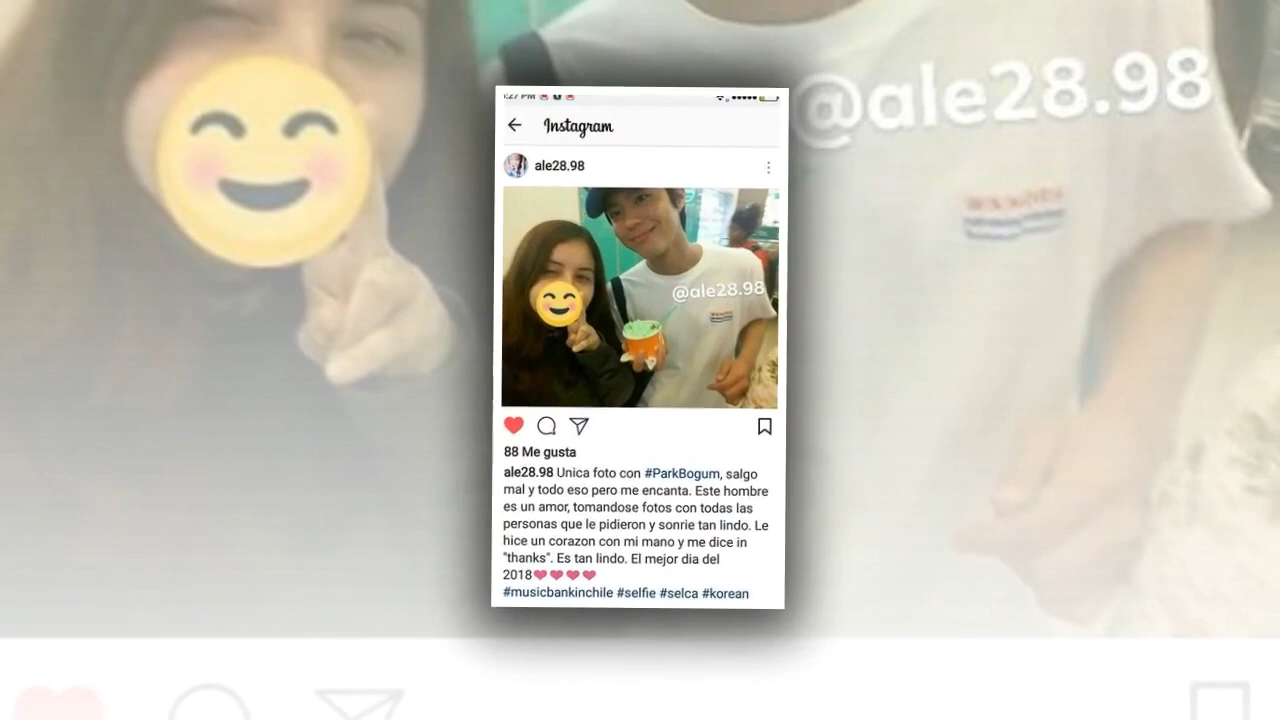 @ale28.98
1:27 PM
Instagram
ale28.98
@ale28.98
88 Me gusta
ale28.98 Unica foto con #ParkBogum, salgo
mal y todo eso pero me encanta. Este hombre
es un amor, tomandose fotos con todas las
personas que le pidieron y sonrie tan lindo. Le
hice un corazon con mi mano y me dice in
"thanks". Es tan lindo. El mejor dia del
2018
#musicbankinchile #selfie #selca #korean